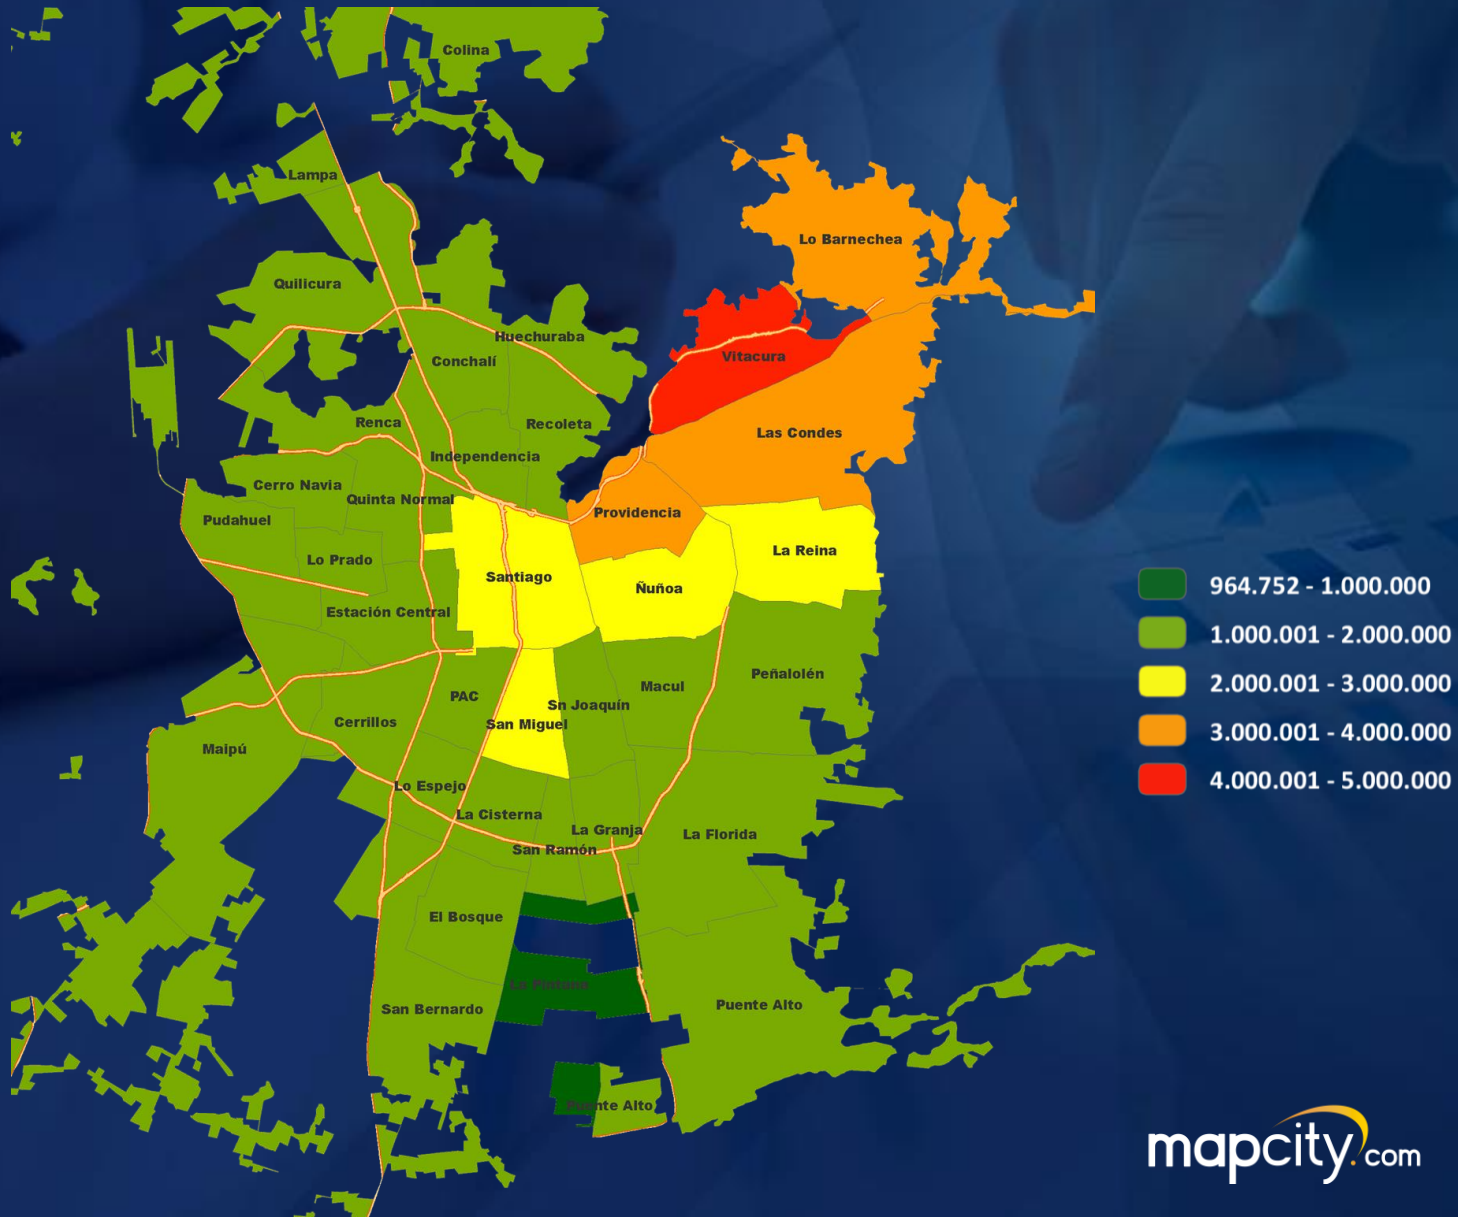 Colina
Lampa
Lo Barnechea
Quilicura
Huechuraba
Vitacura
Conchalí
Renca
Recoleta
Las Condes
Independencia
Cerro Navia
Quinta Normal
Providencia
Pudahuel
La Reina
Lo Prado
Santiago
Ñuñoa
Estación Central
Peñalolén
Macul
PAC
Sn Joaquín
San Miguel
Cerrillos
Maipú
Lo Espejo
La Cisterna
La Granja
La Florida
San Ramón
El Bosque
La Pintana
Puente Alto
San Bernardo
Puente Alto
964.752 - 1.000.000
1.000.001 - 2.000.000
2.000.001 - 3.000.000
3.000.001 - 4.000.000
4.000.001 - 5.000.000
mapcity.com